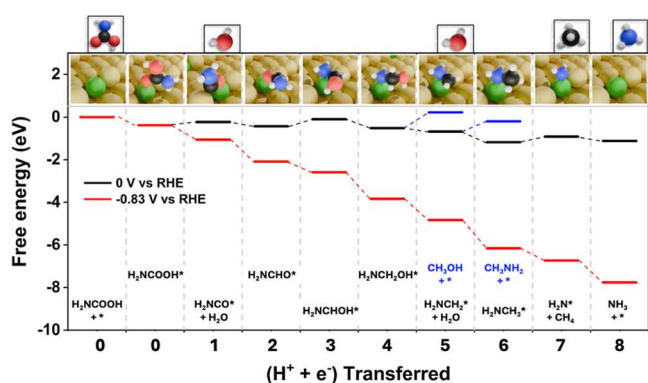 Free energy (eV)
2
0
-2
-4
-6
-8
-10
0 V vs RHE
-0.83 V vs RHE
H₂NCOOH
+ *
H₂NCOOH*
H₂NCO*
+ H₂O
H₂NCHO*
H₂NCHOH*
H₂NCH₂OH*
CH₃OH
+ *
H₂NCH₂*
+ H₂O
CH₃NH₂
+ *
H₂NCH₃*
H₂N*
+ CH₄
NH₃
+ *
0 0 1 2 3 4 5 6 7 8
(H⁺ + e⁻) Transferred